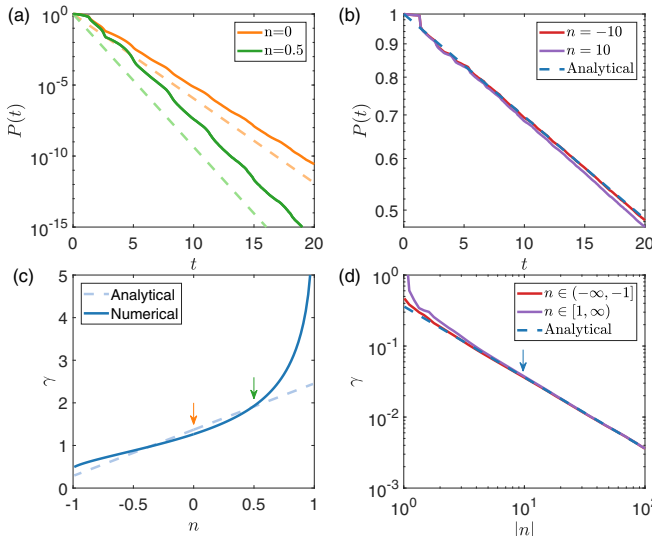 (a)
10^0
10^-5
10^-10
10^-15
P(t)
n=0
n=0.5
0 5 10 15 20
t
(b)
1
0.9
0.8
0.7
0.6
0.5
P(t)
n = −10
n = 10
Analytical
0 5 10 15 20
t
(c)
5
4
3
2
1
0
γ
Analytical
Numerical
-1 -0.5 0 0.5 1
n
(d)
10^0
10^-1
10^-2
10^-3
γ
n ∈ (−∞, −1]
n ∈ [1, ∞)
Analytical
10^0 10^1 10^2
|n|